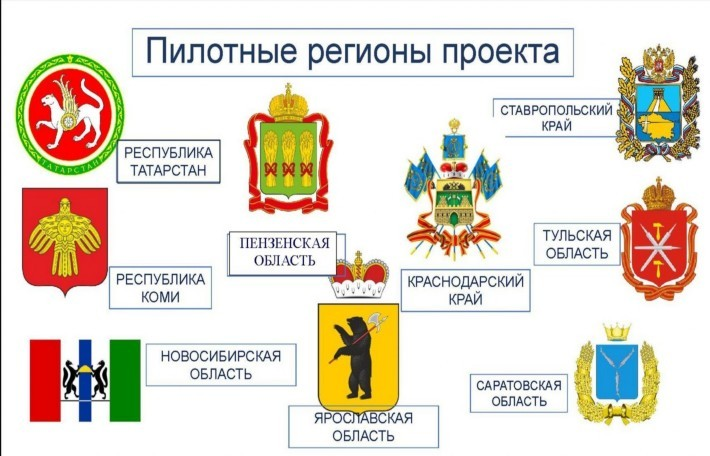 Пилотные регионы проекта
СТАВРОПОЛЬСКИЙ
КРАЙ
ТАТАРСТАН
РЕСПУБЛИКА
ТАТАРСТАН
ПЕНЗЕНСКАЯ
ОБЛАСТЬ
ТУЛЬСКАЯ
ОБЛАСТЬ
РЕСПУБЛИКА
КОМИ
КРАСНОДАРСКИЙ
КРАЙ
НОВОСИБИРСКАЯ
ОБЛАСТЬ
САРАТОВСКАЯ
ОБЛАСТЬ
ЯРОСЛАВСКАЯ
ОБЛАСТЬ